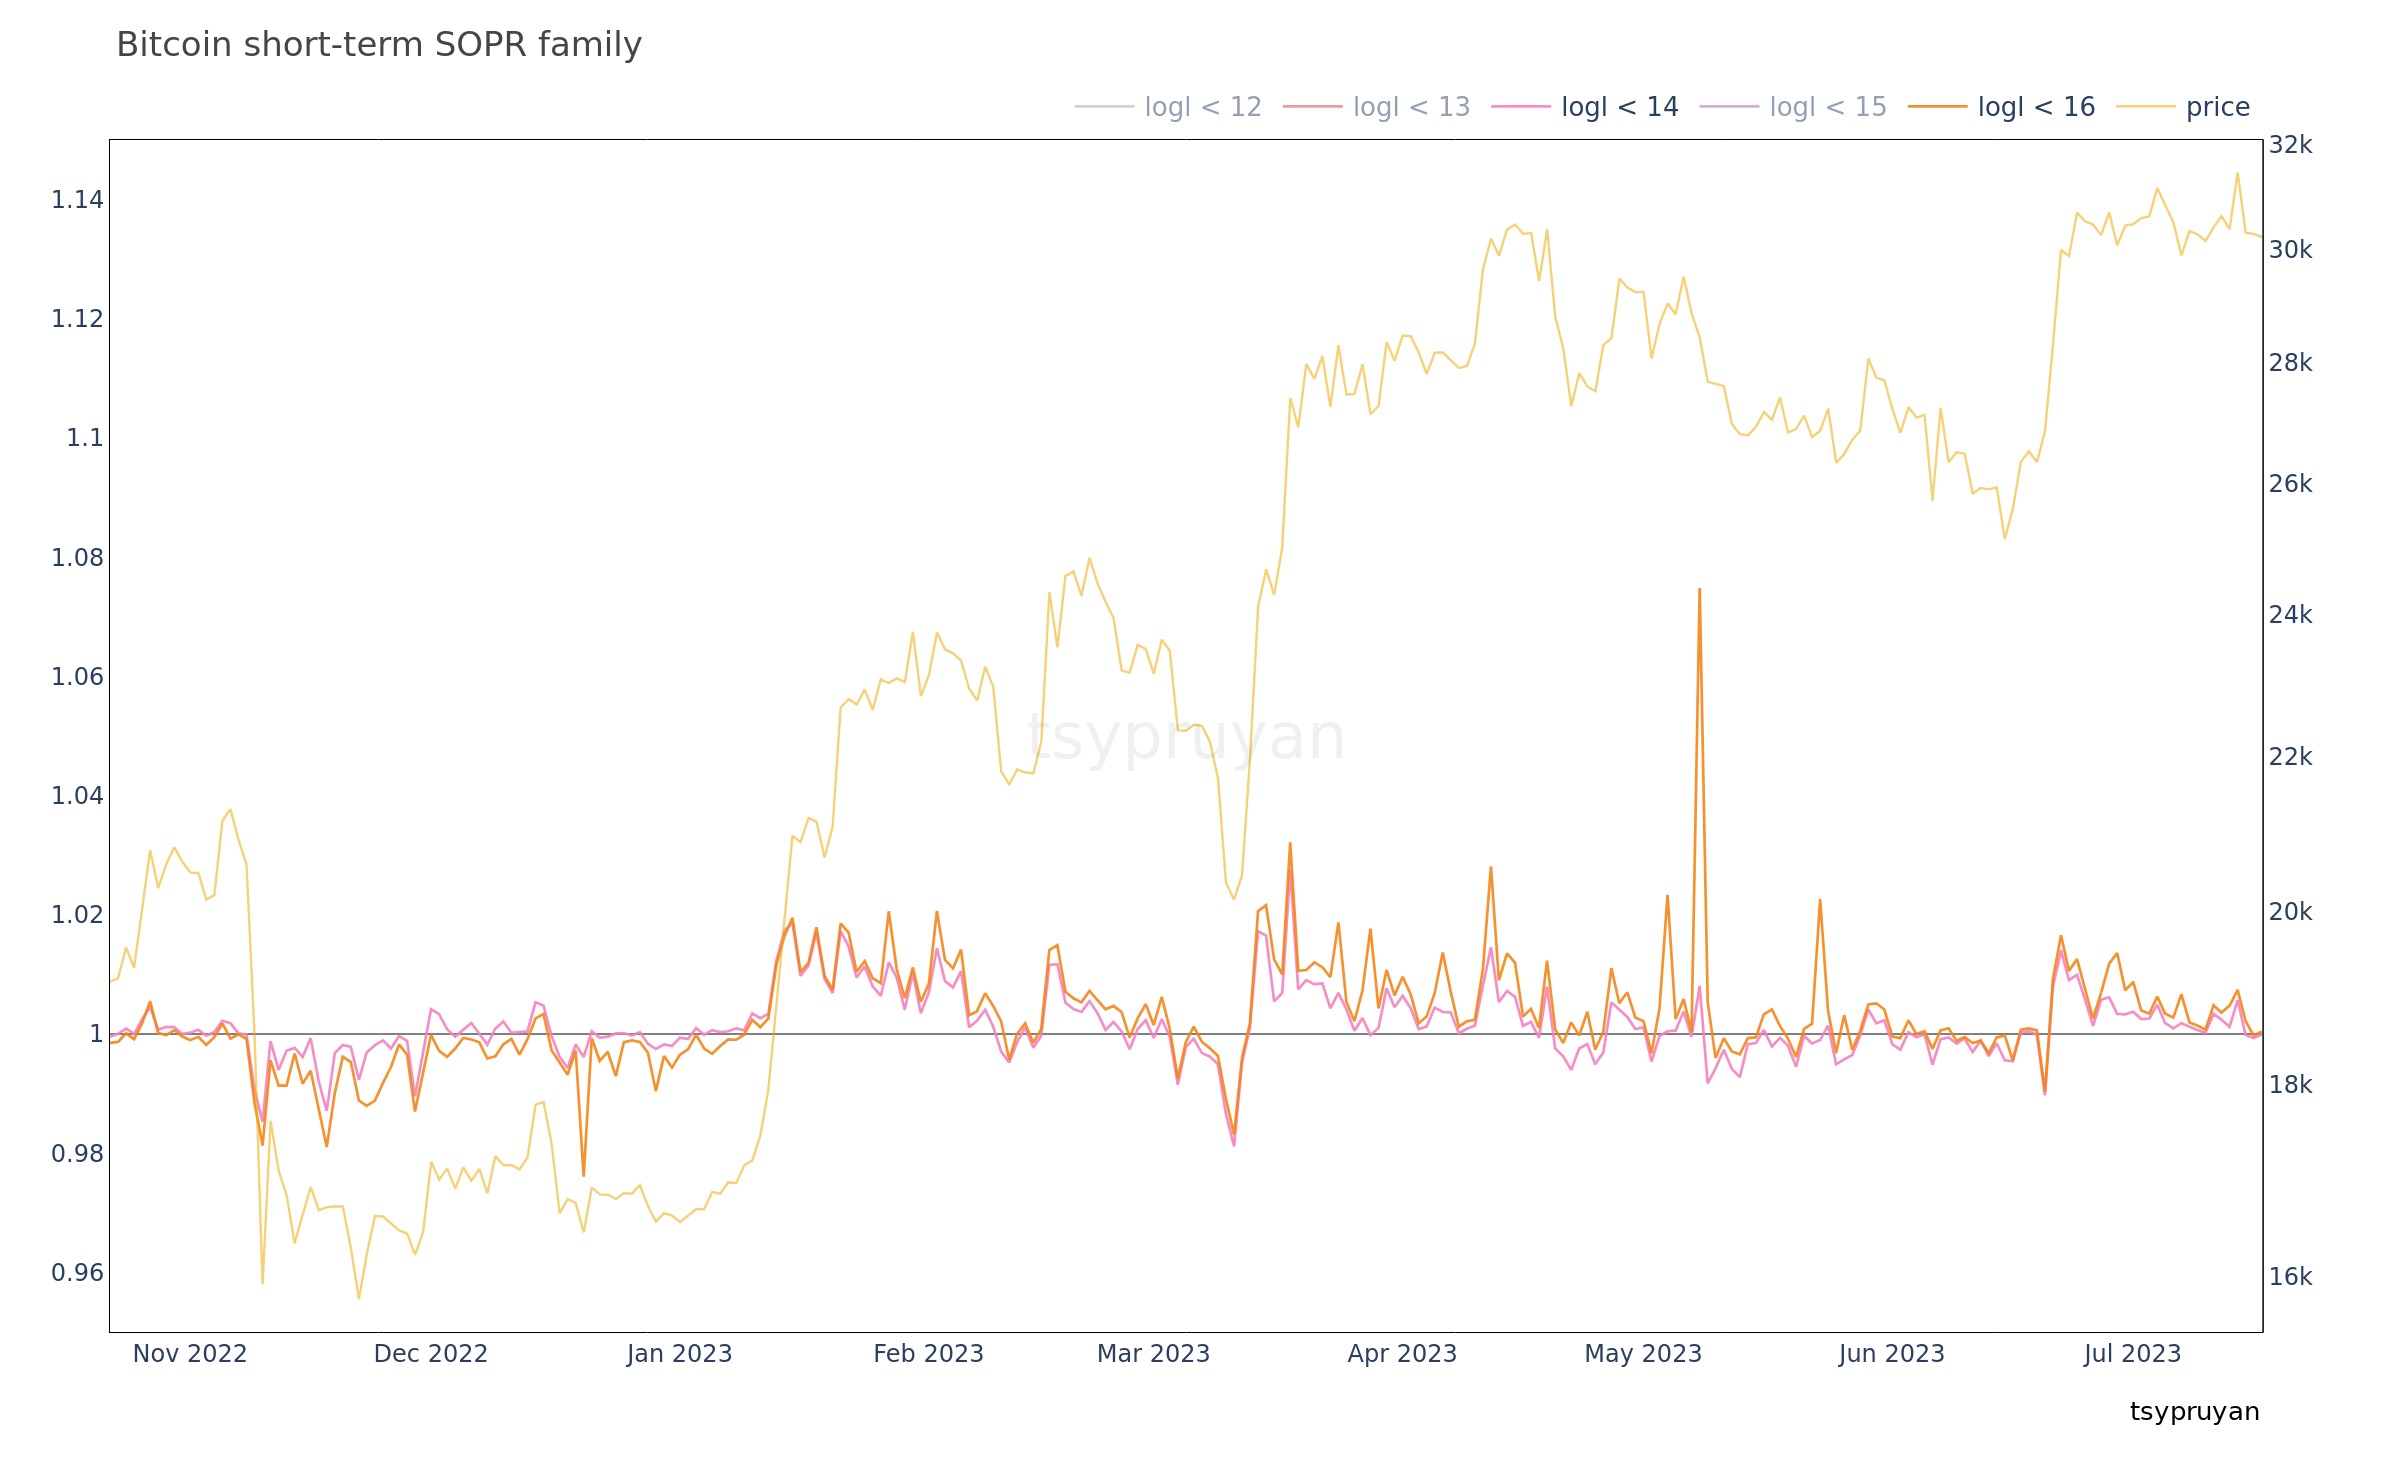 Bitcoin short-term SOPR family
logl < 12 logl < 13 logl < 14 logl < 15 logl < 16 price
32k
1.14
30k
1.12
28k
1.1
26k
1.08
24k
1.06
tsypruyan
22k
1.04
1.02
20k
1
18k
0.98
0.96
16k
Nov 2022 Dec 2022 Jan 2023 Feb 2023 Mar 2023 Apr 2023 May 2023 Jun 2023 Jul 2023
tsypruyan